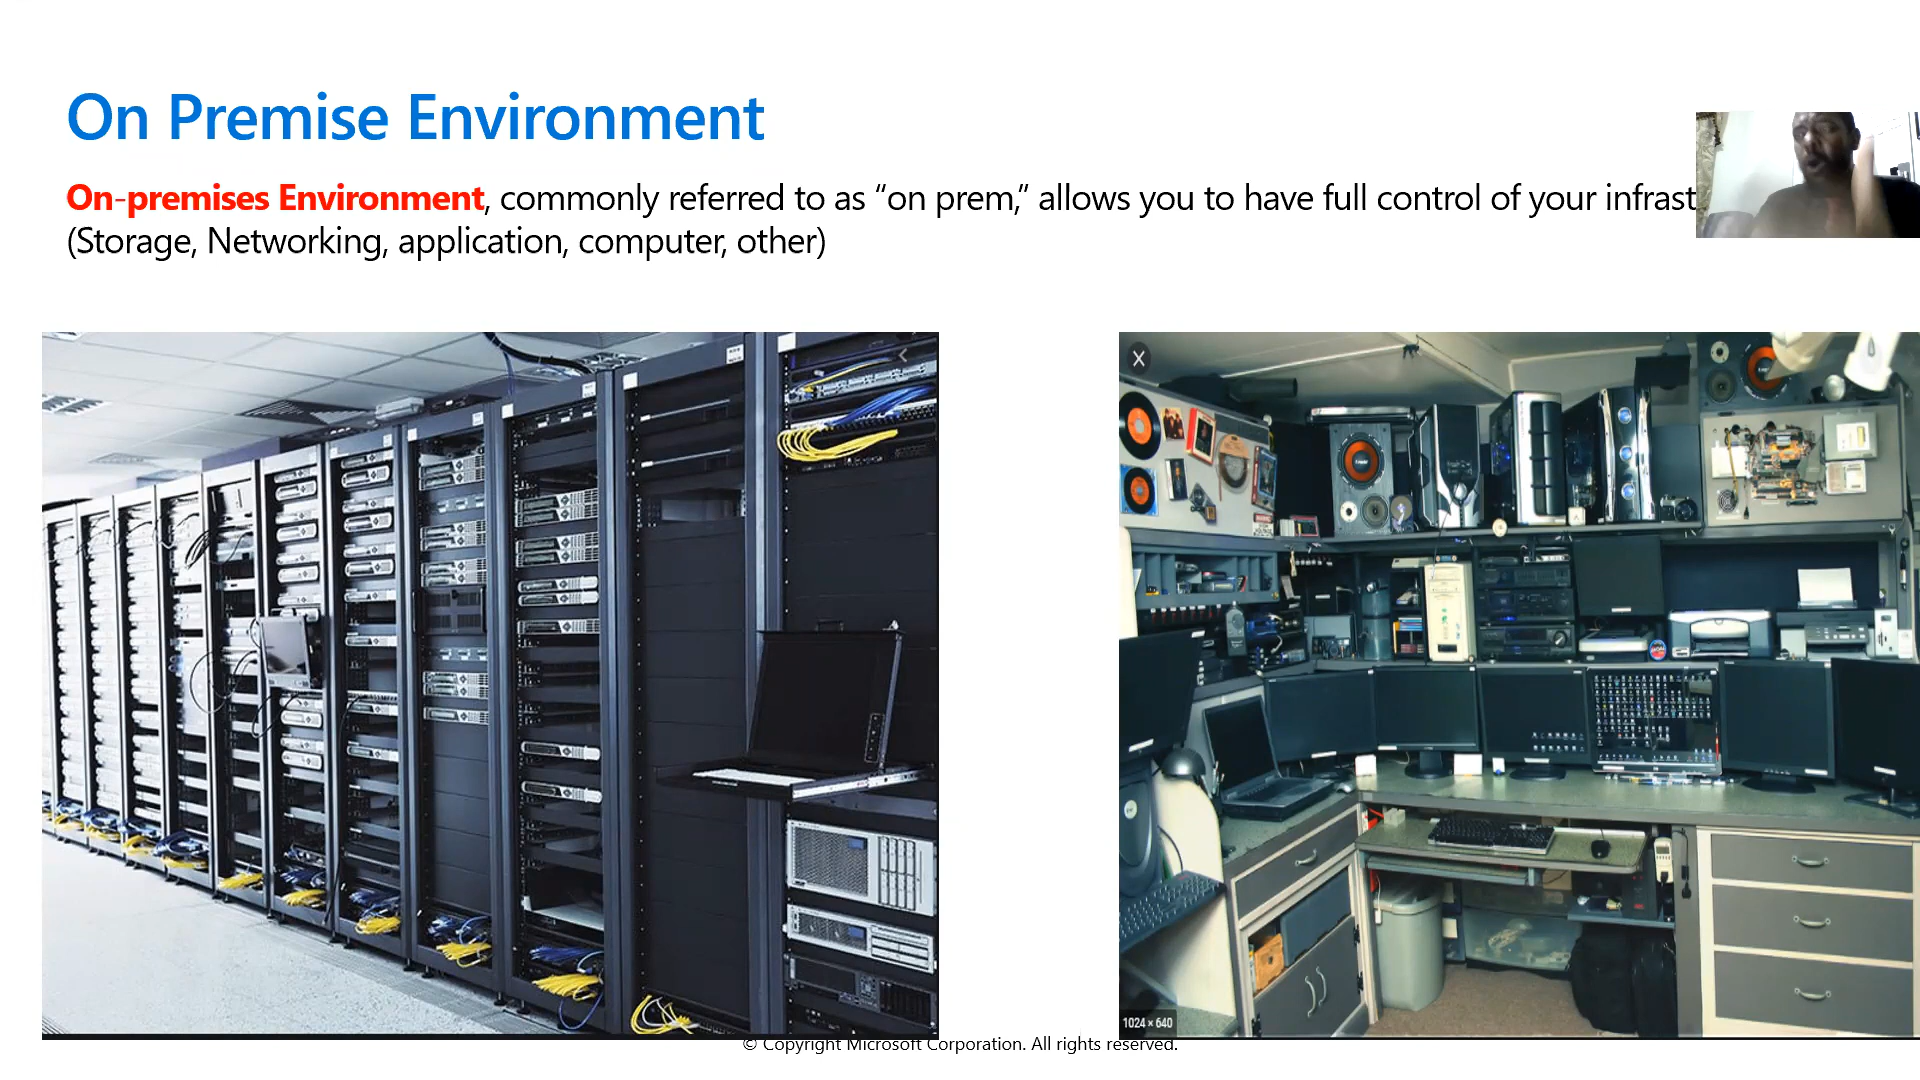 On Premise Environment
On-premises Environment, commonly referred to as “on prem,” allows you to have full control of your infrast
(Storage, Networking, application, computer, other)
1024 × 640
© Copyright Microsoft Corporation. All rights reserved.